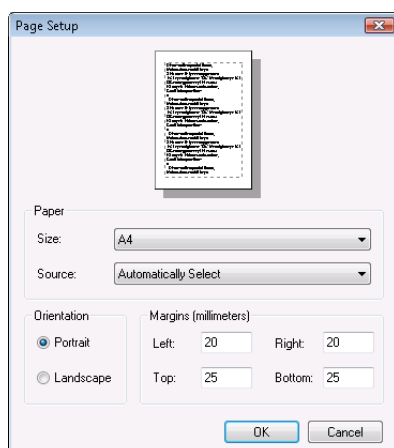 Page Setup
Paper
Size: A4
Source: Automatically Select
Orientation
Portrait
Landscape
Margins (millimeters)
Left: 20 Right: 20
Top: 25 Bottom: 25
OK Cancel